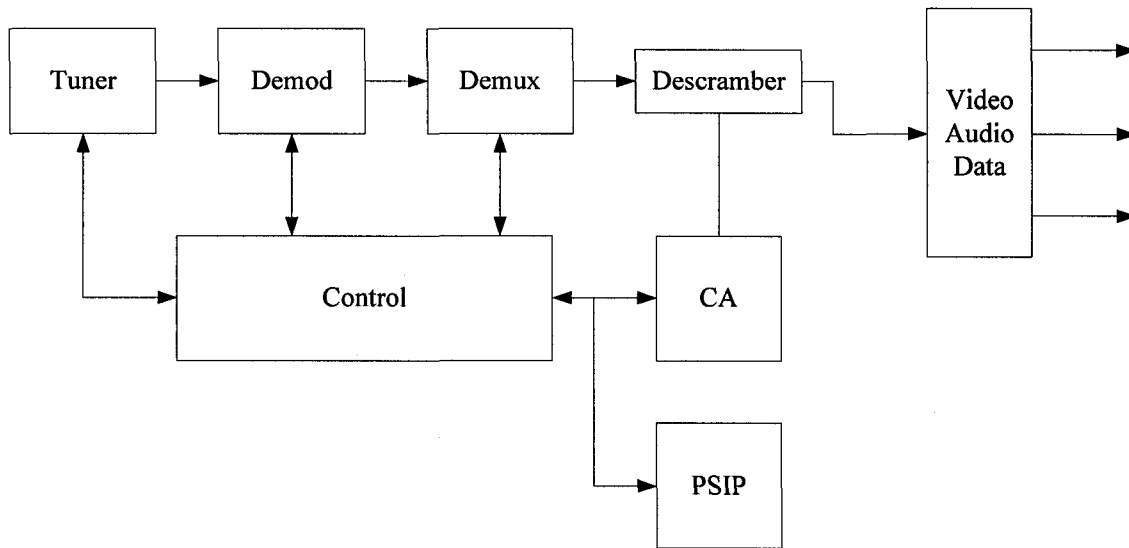 Tuner
Demod
Demux
Descramber
Video
Audio
Data
Control
CA
PSIP